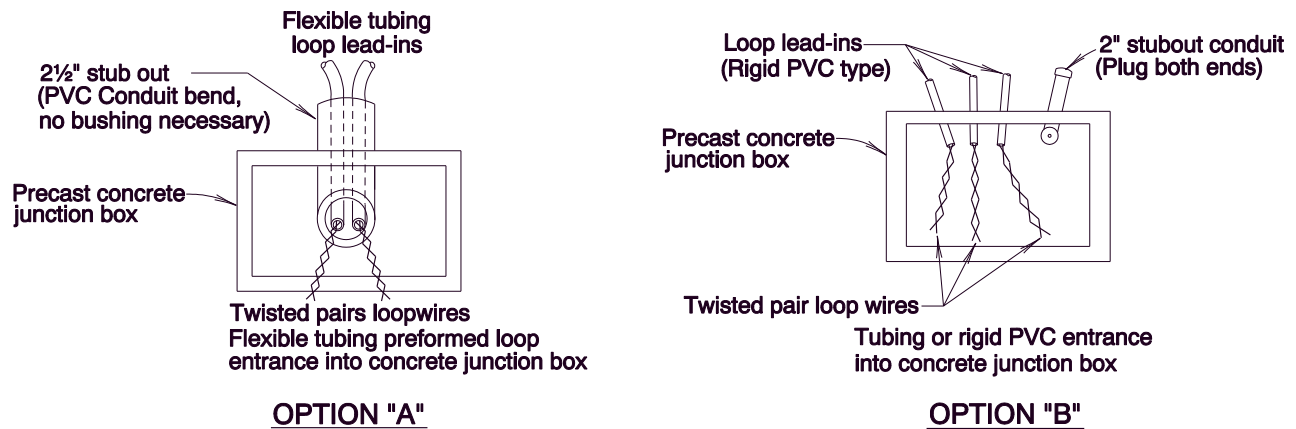 Flexible tubing
loop lead-ins
2½" stub out
(PVC Conduit bend,
no bushing necessary)
Precast concrete
junction box
Twisted pairs loopwires
Flexible tubing preformed loop
entrance into concrete junction box
OPTION "A"
Loop lead-ins
(Rigid PVC type)
2" stubout conduit
(Plug both ends)
Precast concrete
junction box
Twisted pair loop wires
Tubing or rigid PVC entrance
into concrete junction box
OPTION "B"